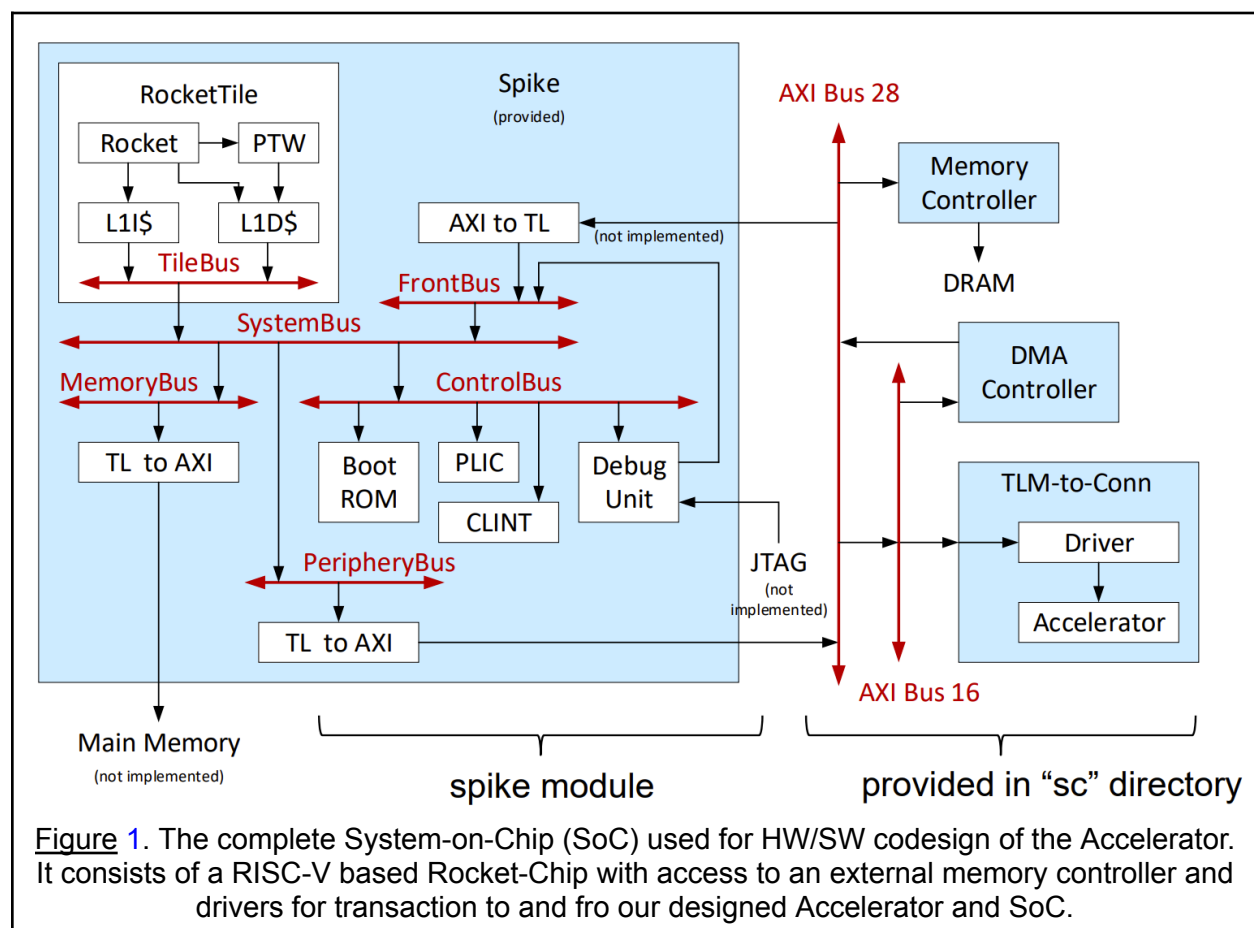 Spike
(provided)
RocketTile
Rocket
PTW
L1I$
L1D$
TileBus
AXI to TL
(not implemented)
FrontBus
SystemBus
MemoryBus
ControlBus
TL to AXI
Boot
ROM
PLIC
CLINT
Debug
Unit
PeripheryBus
TL to AXI
JTAG
(not
implemented)
Main Memory
(not implemented)
AXI Bus 28
Memory
Controller
DRAM
DMA
Controller
TLM-to-Conn
Driver
Accelerator
AXI Bus 16
spike module
provided in “sc” directory
Figure 1. The complete System-on-Chip (SoC) used for HW/SW codesign of the Accelerator.
It consists of a RISC-V based Rocket-Chip with access to an external memory controller and
drivers for transaction to and fro our designed Accelerator and SoC.